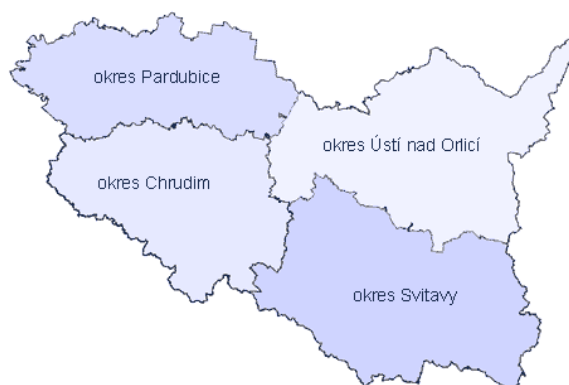 okres Pardubice
okres Ústí nad Orlicí
okres Chrudim
okres Svitavy